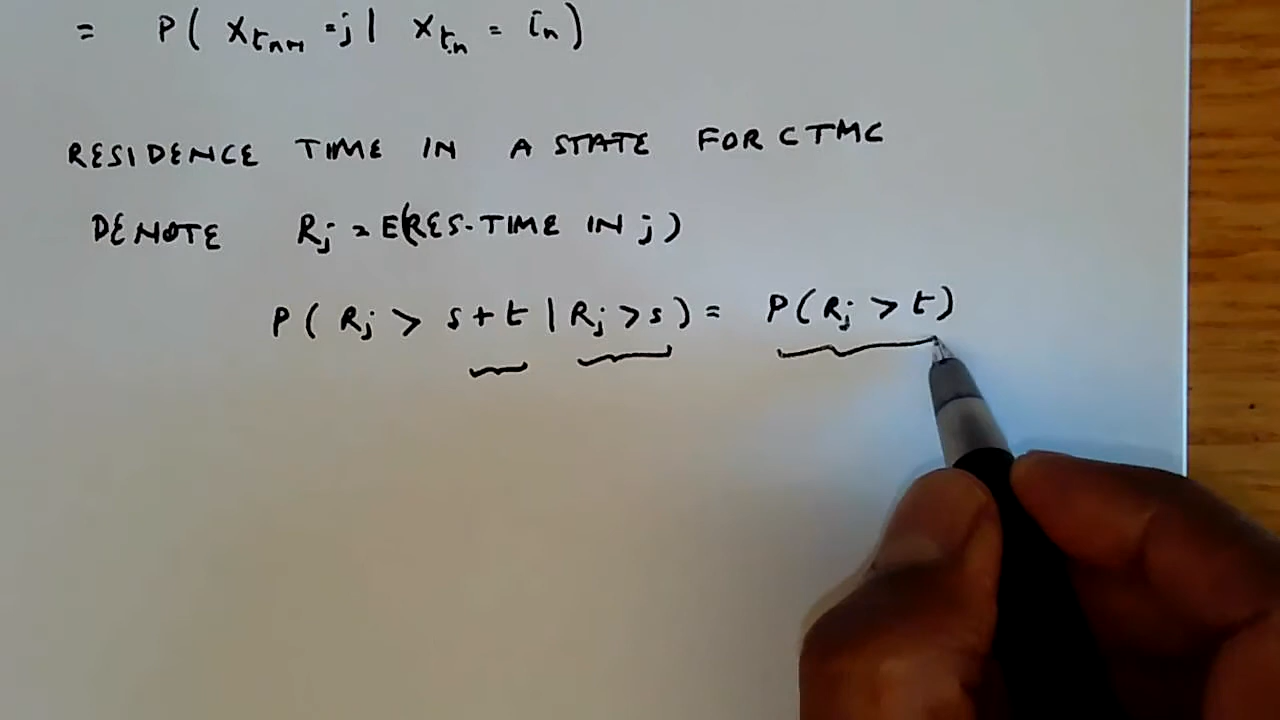 = P( X_{t_{n+1}} = j | X_{t_n} = i_n )
RESIDENCE TIME IN A STATE FOR CTMC
DENOTE R_j = E(RES-TIME IN j)
P( R_j > s+t | R_j > s ) = P( R_j > t )